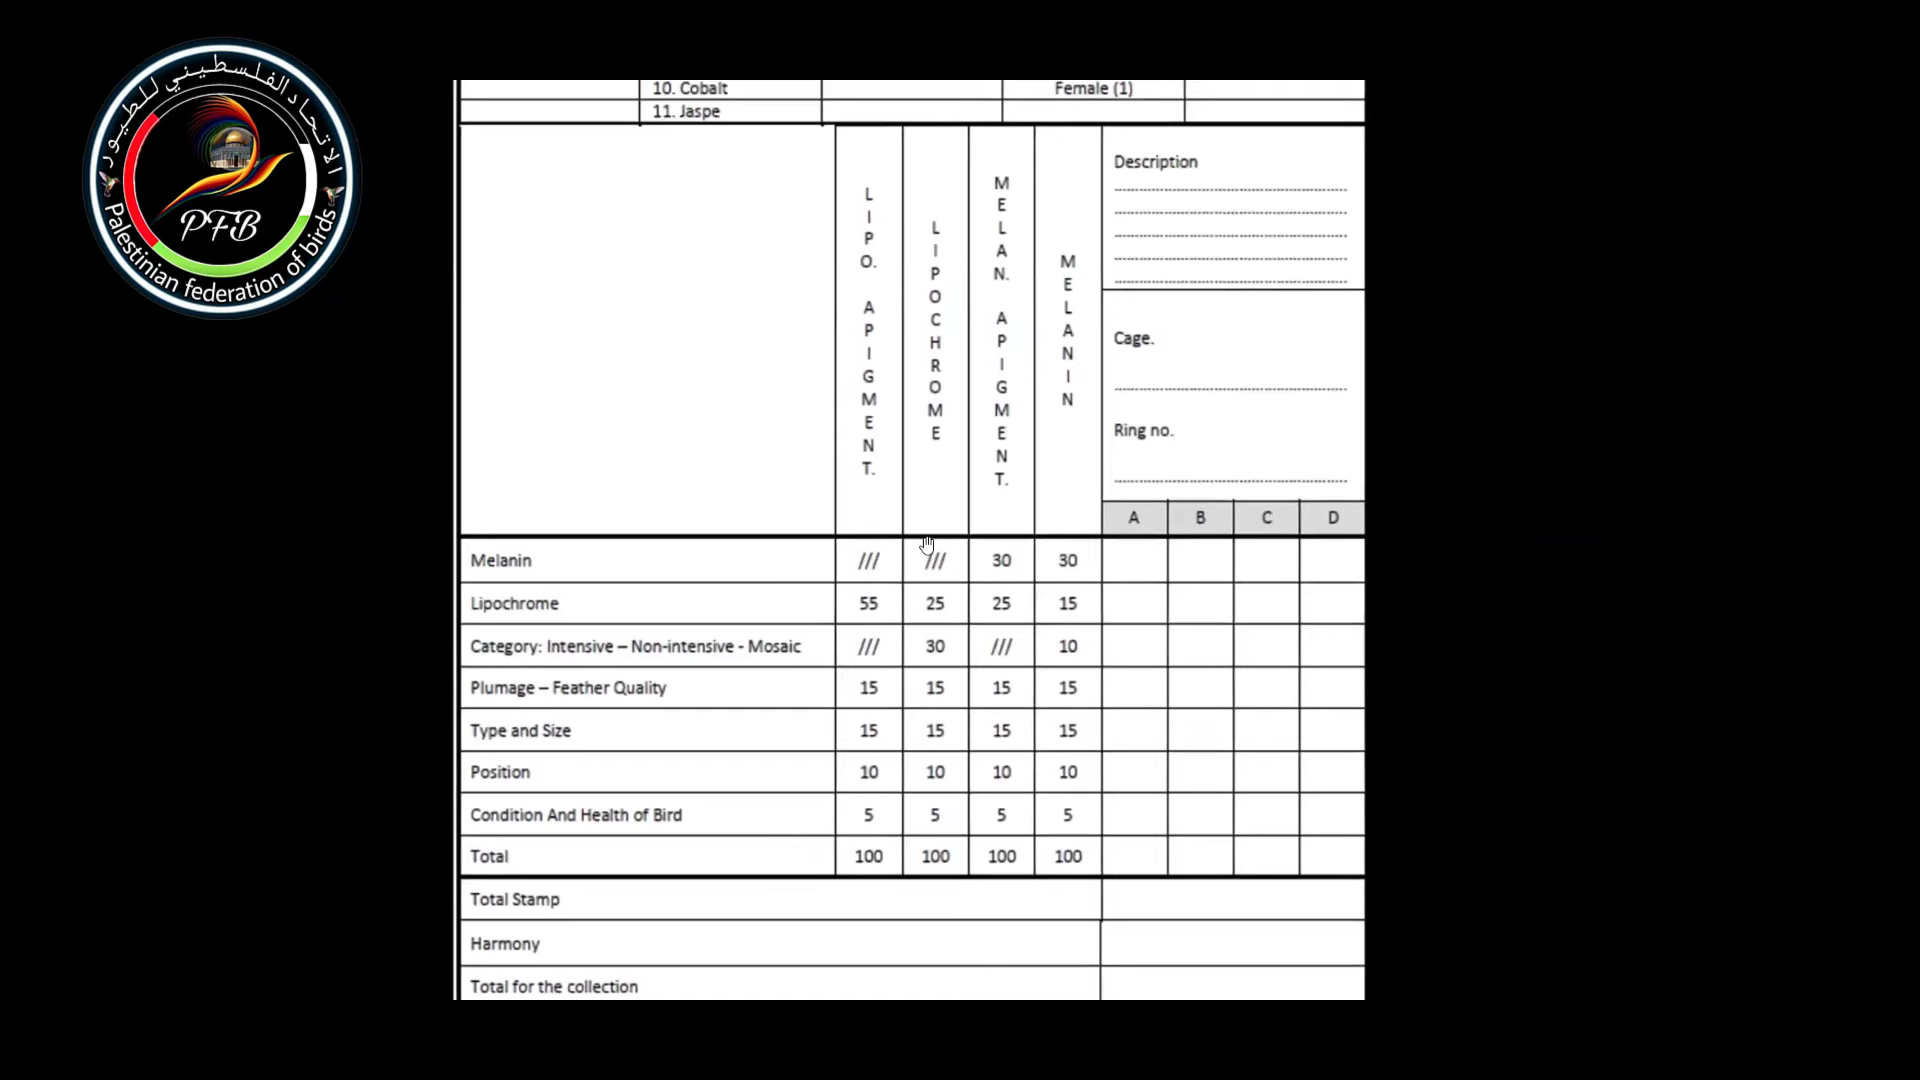 الاتحاد الفلسطيني للطيور
PFB
Palestinian federation of birds
10. Cobalt Female (1)
11. Jaspe
LIPO. APIGMENT.
LIPOCHROME
MELAN. APIGMENT.
MELANIN
Description
Cage.
Ring no.
A B C D
Melanin /// /// 30 30
Lipochrome 55 25 25 15
Category: Intensive – Non-intensive - Mosaic /// 30 /// 10
Plumage – Feather Quality 15 15 15 15
Type and Size 15 15 15 15
Position 10 10 10 10
Condition And Health of Bird 5 5 5 5
Total 100 100 100 100
Total Stamp
Harmony
Total for the collection